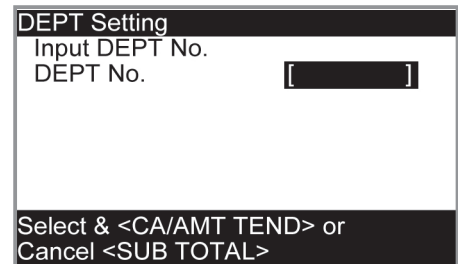 DEPT Setting
Input DEPT No.
DEPT No. [ ]
Select & <CA/AMT TEND> or
Cancel <SUB TOTAL>